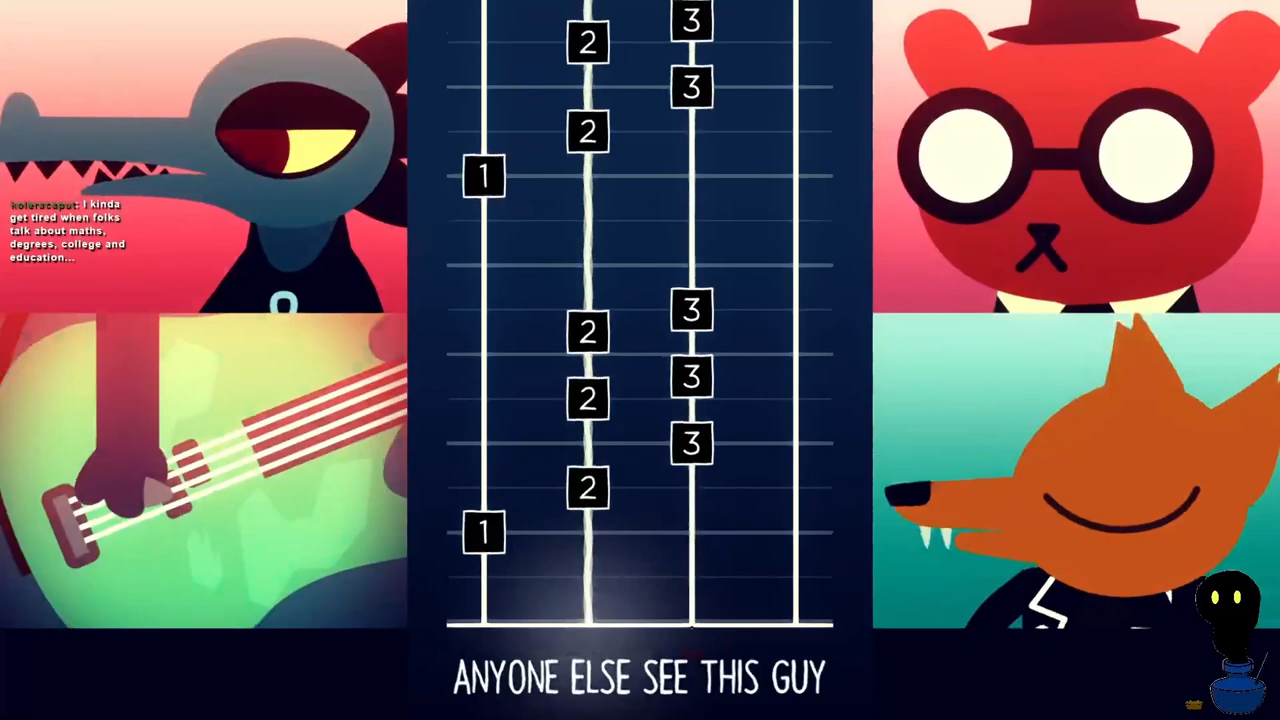 3
2
3
2
1
3
2
3
2
3
2
1
koleracaput: I kinda
get tired when folks
talk about maths,
degrees, college and
education...
ANYONE ELSE SEE THIS GUY